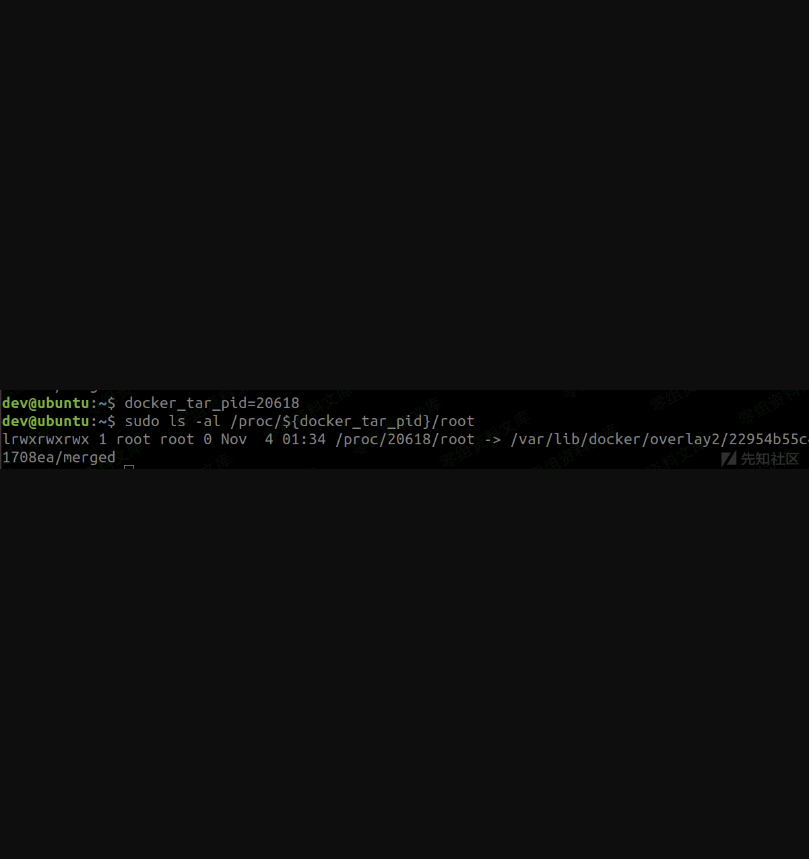 dev@ubuntu:~$ docker_tar_pid=20618
dev@ubuntu:~$ sudo ls -al /proc/${docker_tar_pid}/root
lrwxrwxrwx 1 root root 0 Nov  4 01:34 /proc/20618/root -> /var/lib/docker/overlay2/22954b55c
1708ea/merged
先知社区